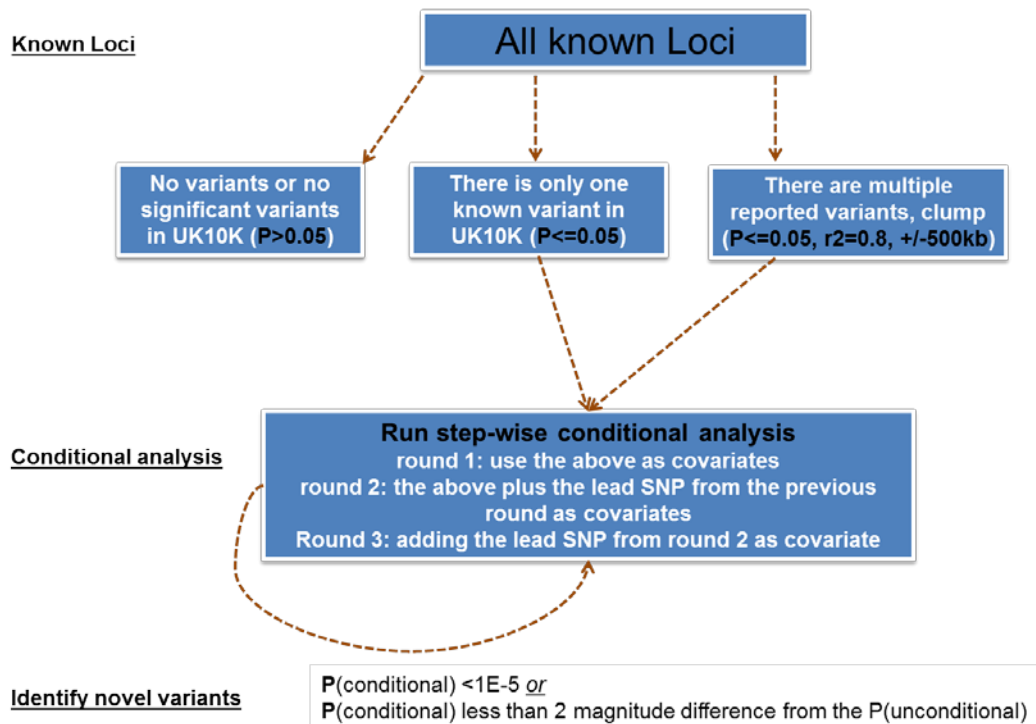 Known Loci
All known Loci
No variants or no
significant variants
in UK10K (P>0.05)
There is only one
known variant in
UK10K (P<=0.05)
There are multiple
reported variants, clump
(P<=0.05, r2=0.8, +/-500kb)
Conditional analysis
Run step-wise conditional analysis
round 1: use the above as covariates
round 2: the above plus the lead SNP from the previous
round as covariates
Round 3: adding the lead SNP from round 2 as covariate
Identify novel variants
P(conditional) <1E-5 or
P(conditional) less than 2 magnitude difference from the P(unconditional)